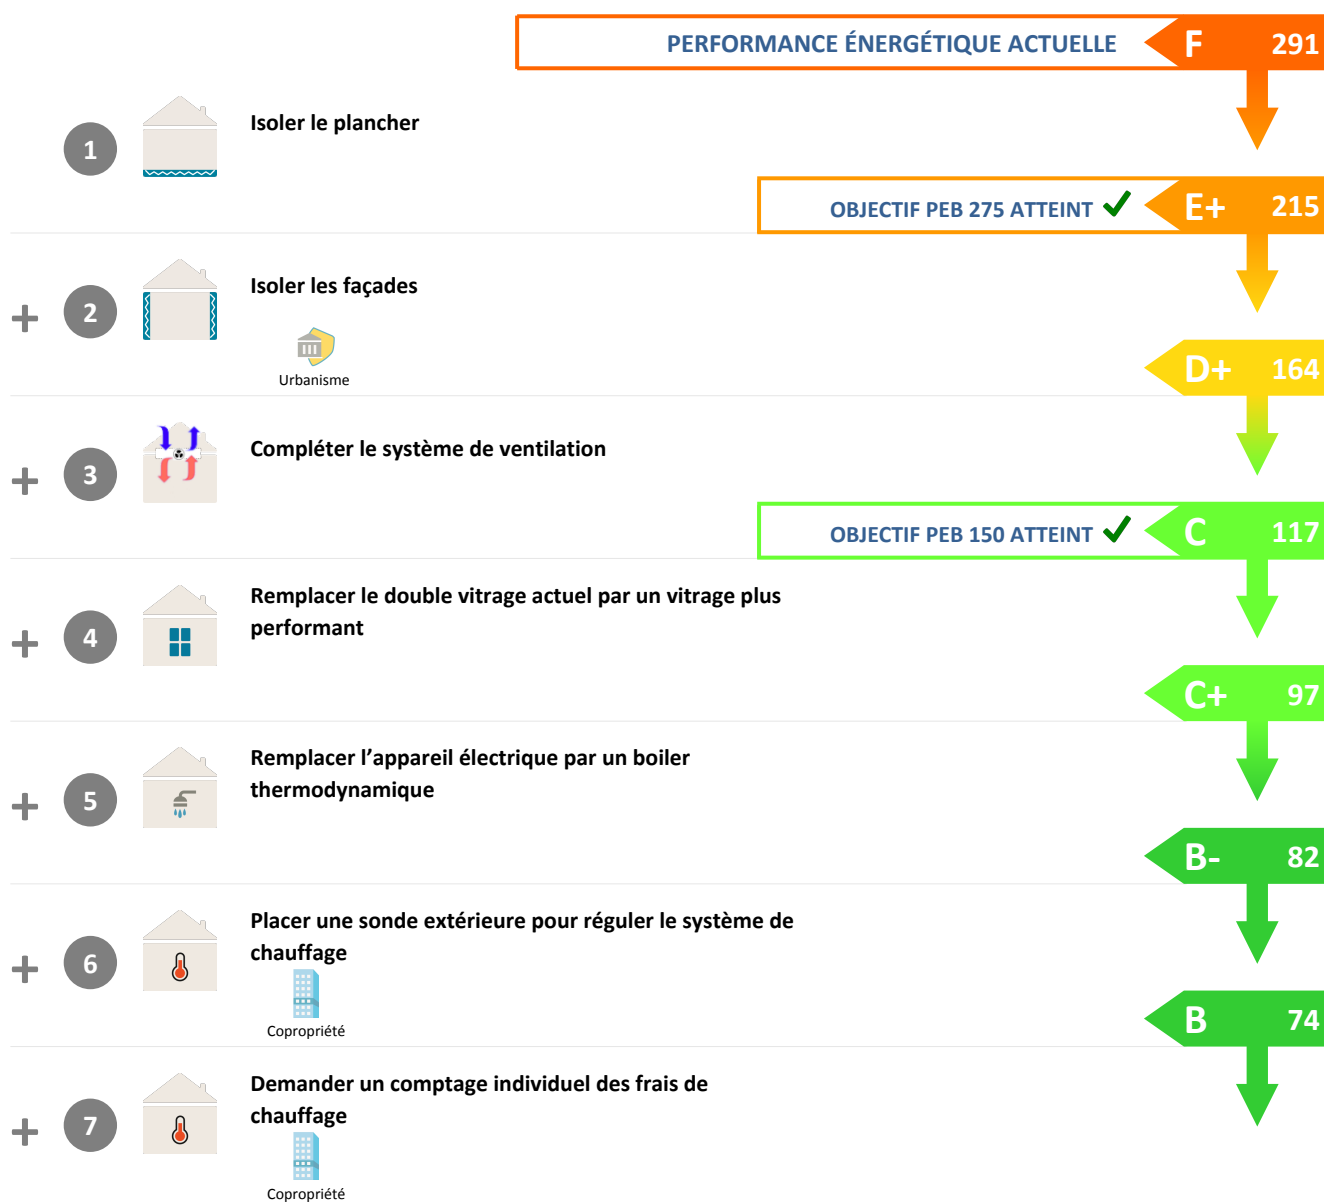 PERFORMANCE ÉNERGÉTIQUE ACTUELLE F 291
1 Isoler le plancher
OBJECTIF PEB 275 ATTEINT E+ 215
+ 2 Isoler les façades
Urbanisme
D+ 164
+ 3 Compléter le système de ventilation
OBJECTIF PEB 150 ATTEINT C 117
+ 4 Remplacer le double vitrage actuel par un vitrage plus
performant
C+ 97
+ 5 Remplacer l’appareil électrique par un boiler
thermodynamique
B- 82
+ 6 Placer une sonde extérieure pour réguler le système de
chauffage
Copropriété
B 74
+ 7 Demander un comptage individuel des frais de
chauffage
Copropriété